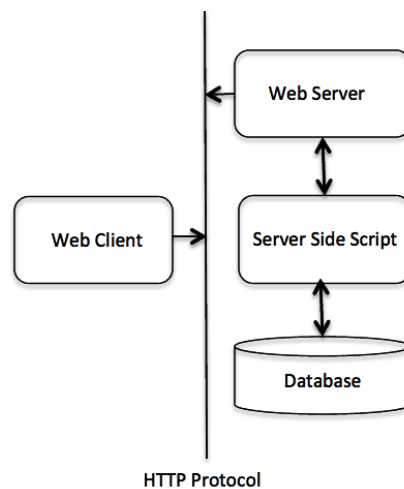 Web Server
Web Client
Server Side Script
Database
HTTP Protocol